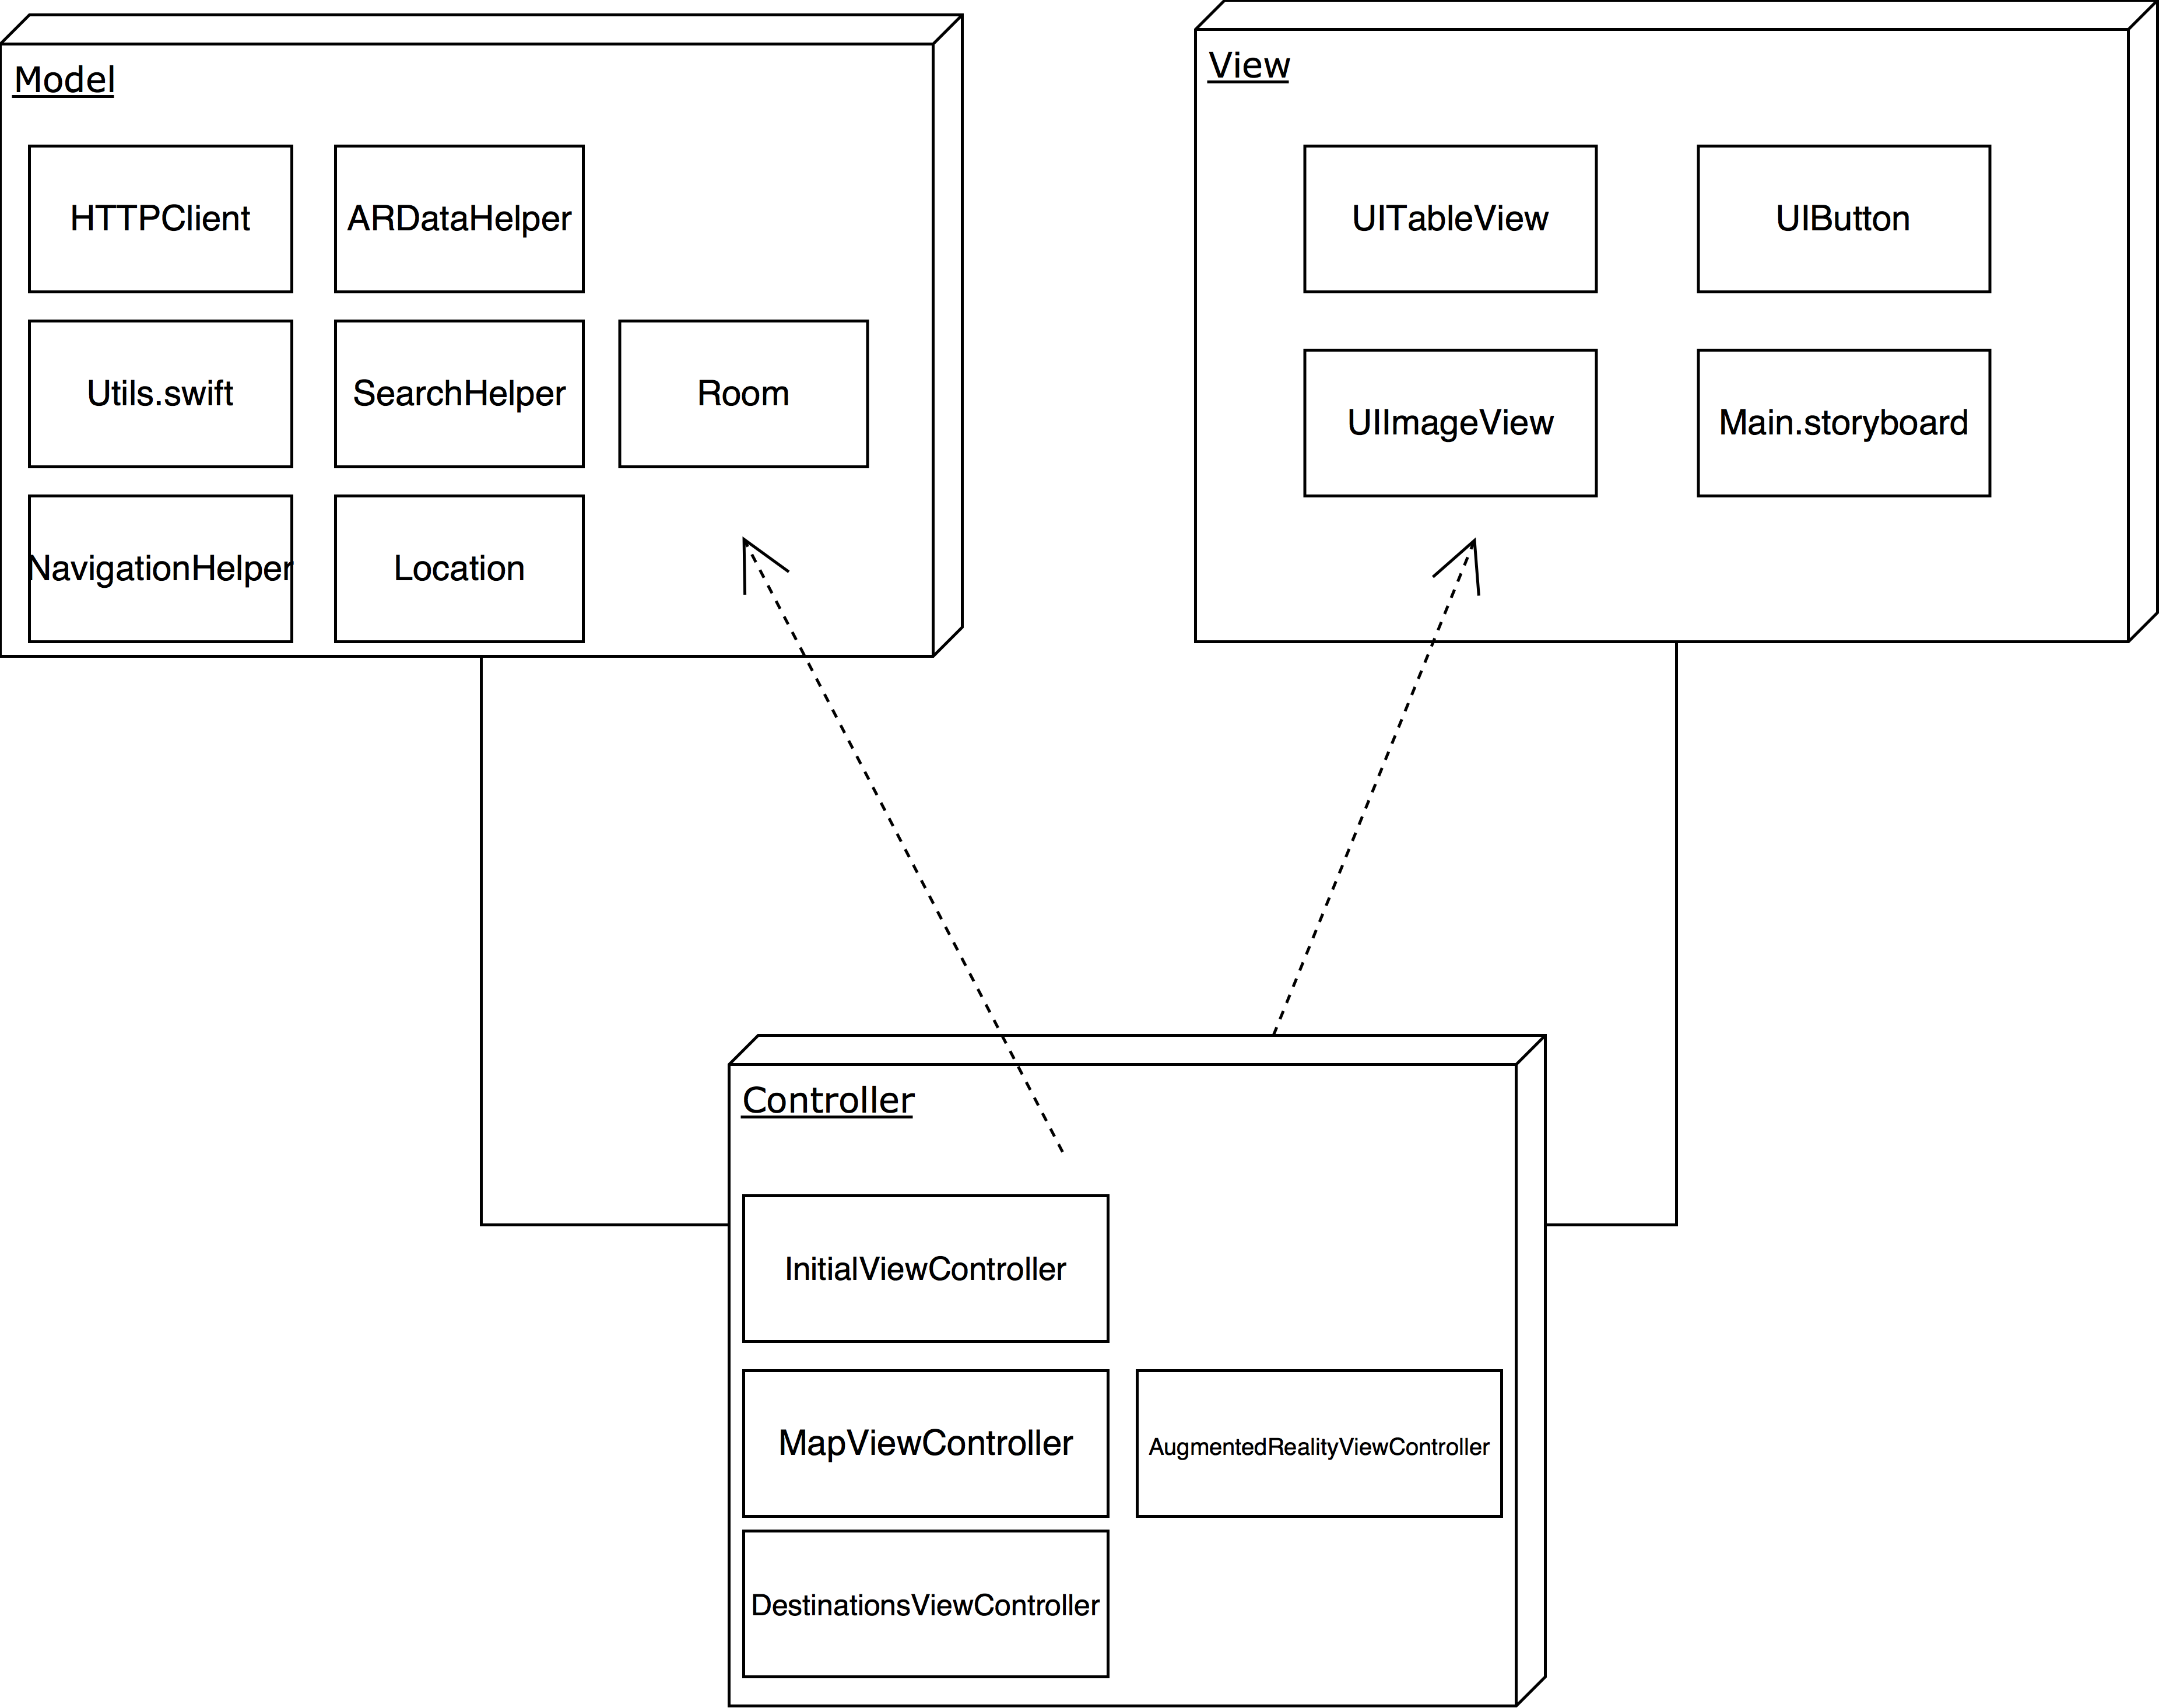 Model
HTTPClient
ARDataHelper
Utils.swift
SearchHelper
Room
NavigationHelper
Location
View
UITableView
UIButton
UIImageView
Main.storyboard
Controller
InitialViewController
MapViewController
AugmentedRealityViewController
DestinationsViewController